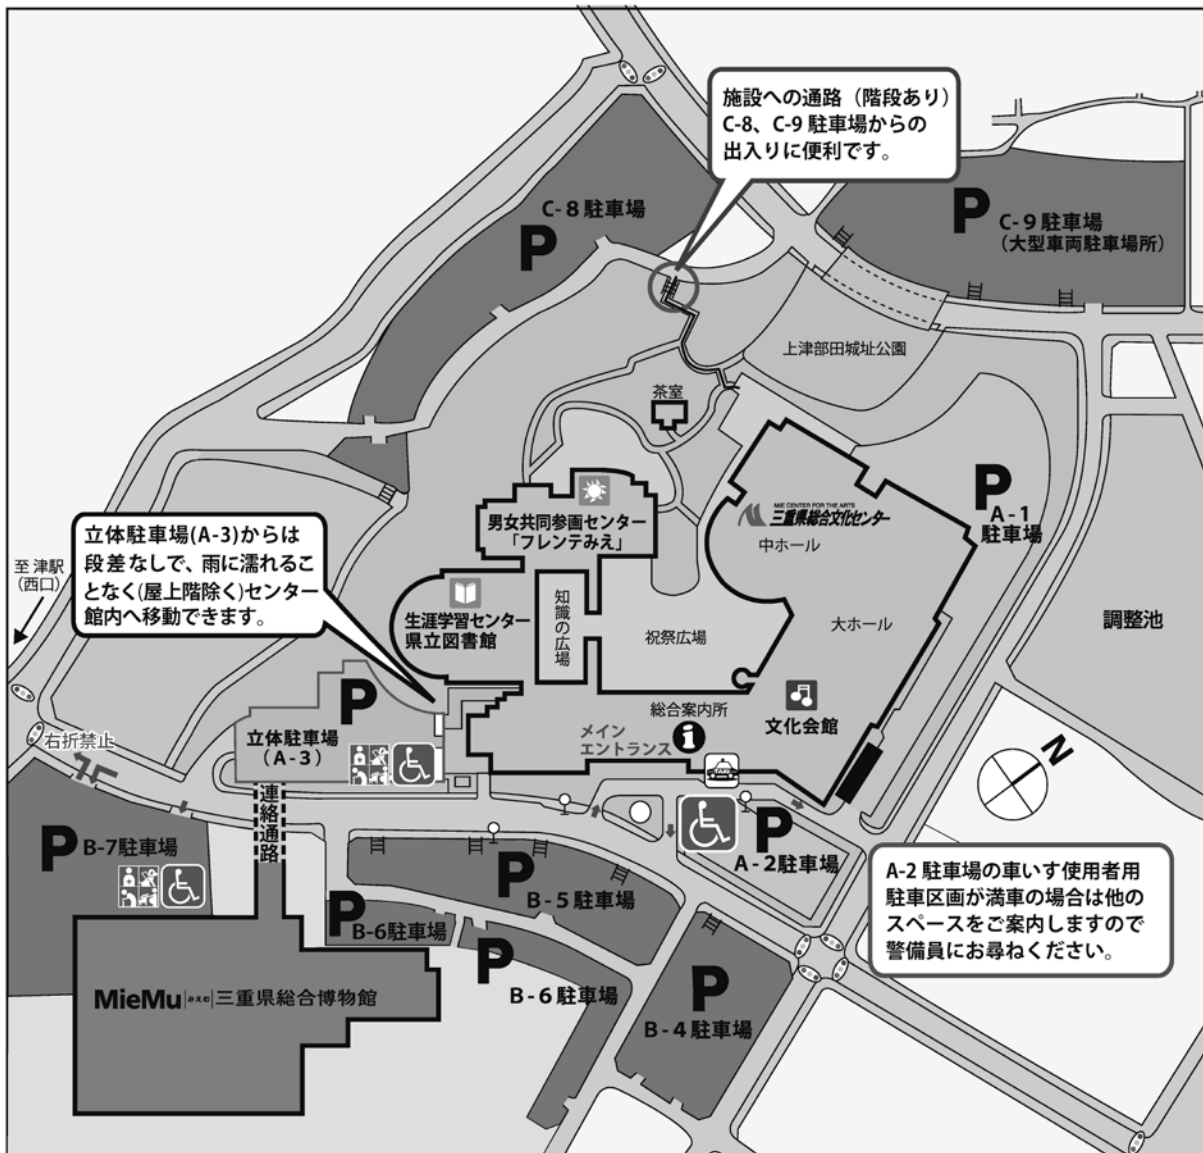 施設への通路（階段あり）
C-8、C-9 駐車場からの
出入りに便利です。
P
C-8 駐車場
P
C-9 駐車場
（大型車両駐車場所）
上津部田城址公園
茶室
P
A-1
駐車場
MIE CENTER FOR THE ARTS
三重県総合文化センター
中ホール
男女共同参画センター
「フレンテみえ」
立体駐車場(A-3)からは
段差なしで、雨に濡れるこ
となく(屋上階除く)センター
館内へ移動できます。
至 津駅
（西口）
生涯学習センター
県立図書館
知識の広場
祝祭広場
大ホール
調整池
P
立体駐車場
（A-3）
総合案内所
i
メイン
エントランス
文化会館
TAXI
N
右折禁止
連絡通路
P
A-2駐車場
P
B-7駐車場
A-2 駐車場の車いす使用者用
駐車区画が満車の場合は他の
スペースをご案内しますので
警備員にお尋ねください。
P
B-5 駐車場
P
B-6駐車場
P
B-6 駐車場
P
B-4 駐車場
MieMu みえむ 三重県総合博物館